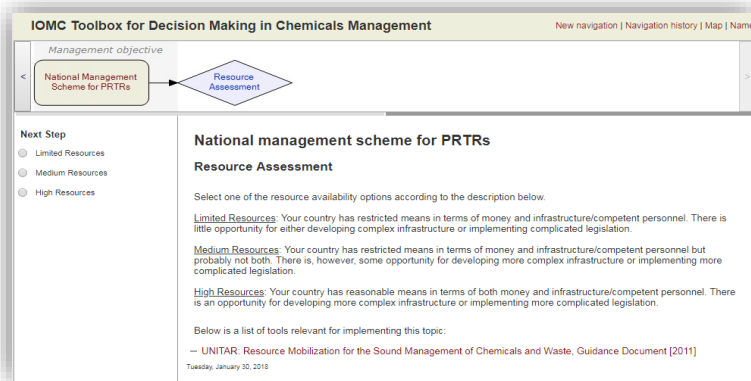 IOMC Toolbox for Decision Making in Chemicals Management
New navigation | Navigation history | Map | Name
Management objective
<
National Management
Scheme for PRTRs
Resource
Assessment
>
Next Step
Limited Resources
Medium Resources
High Resources
National management scheme for PRTRs
Resource Assessment
Select one of the resource availability options according to the description below.
Limited Resources: Your country has restricted means in terms of money and infrastructure/competent personnel. There is
little opportunity for either developing complex infrastructure or implementing complicated legislation.
Medium Resources: Your country has restricted means in terms of money and infrastructure/competent personnel but
probably not both. There is, however, some opportunity for developing more complex infrastructure or implementing more
complicated legislation.
High Resources: Your country has reasonable means in terms of both money and infrastructure/competent personnel. There
is an opportunity for developing more complex infrastructure or implementing more complicated legislation.
Below is a list of tools relevant for implementing this topic:
— UNITAR: Resource Mobilization for the Sound Management of Chemicals and Waste, Guidance Document [2011]
Tuesday, January 30, 2018